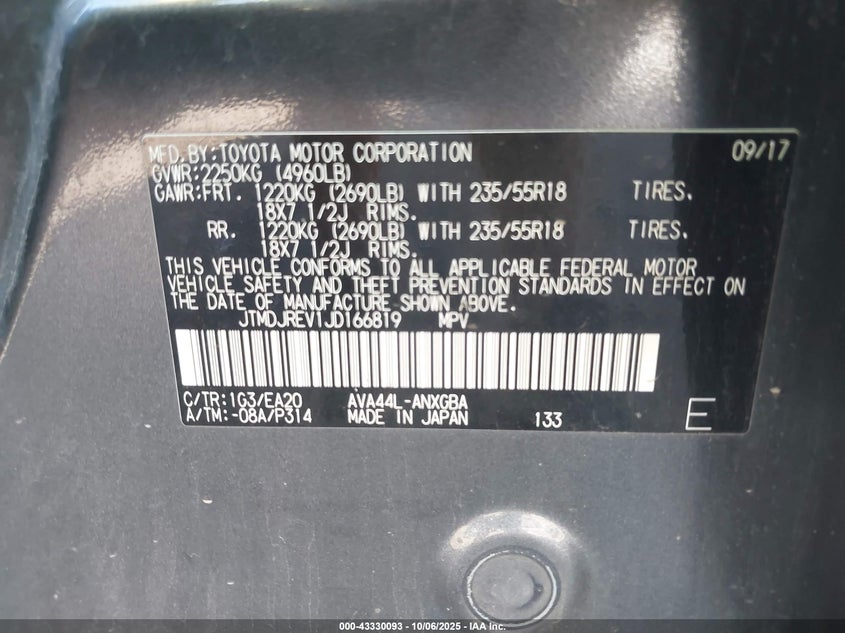 MFD.BY:TOYOTA MOTOR CORPORATION 09/17
GVWR:2250KG (4960LB)
GAWR:FRT. 1220KG (2690LB) WITH 235/55R18 TIRES.
18X7 1/2J RIMS.
RR. 1220KG (2690LB) WITH 235/55R18 TIRES.
18X7 1/2J RIMS.
THIS VEHICLE CONFORMS TO ALL APPLICABLE FEDERAL MOTOR
VEHICLE SAFETY AND THEFT PREVENTION STANDARDS IN EFFECT ON
THE DATE OF MANUFACTURE SHOWN ABOVE.
JTMDJREV1JD166819 MPV
C/TR:1G3/EA20 AVA44L-ANXGBA
A/TM:-08A/P314 MADE IN JAPAN 133 E
000-43330093 - 10/06/2025 - IAA Inc.